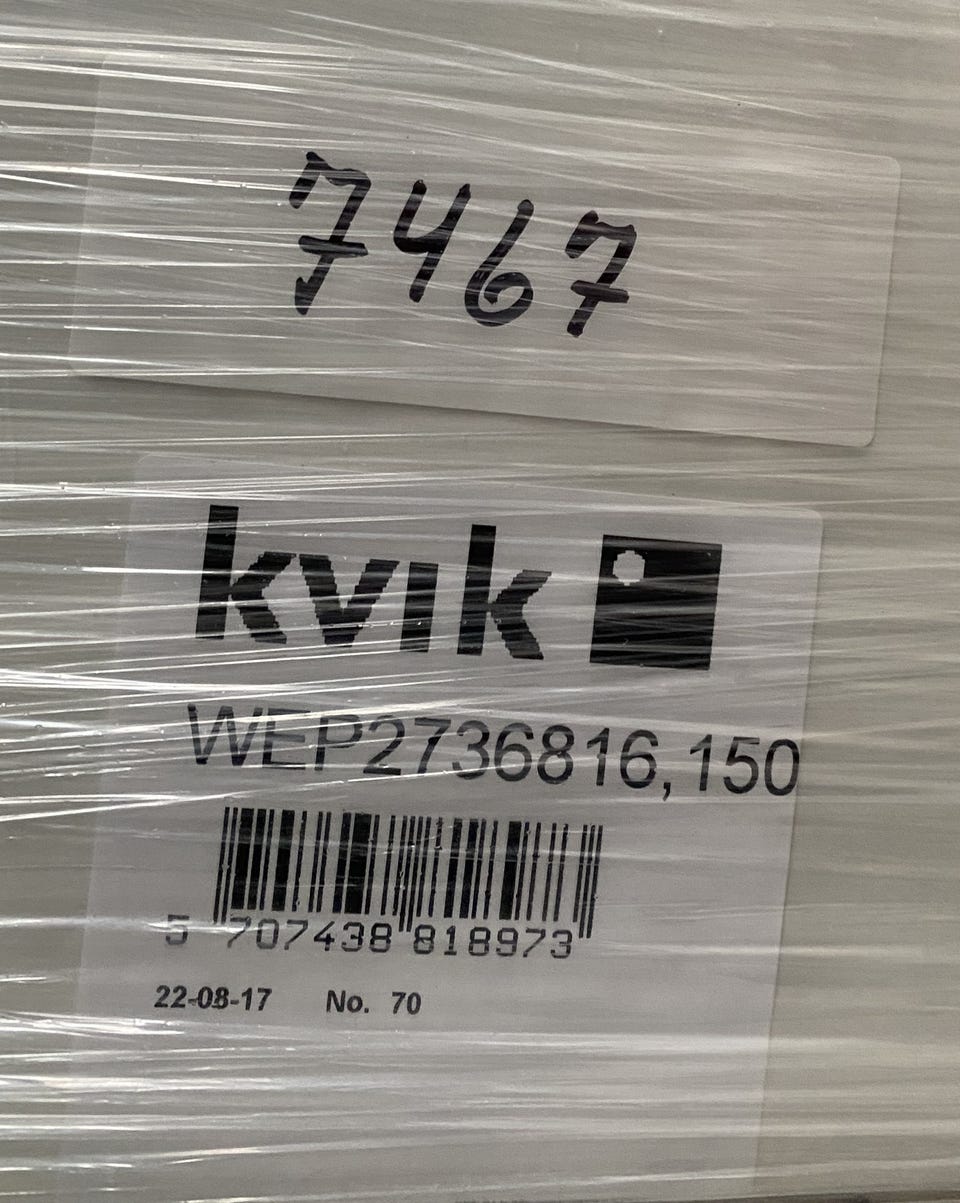 7467
kvik
WEP2736816,150
5 707438 818973
22-08-17 No. 70